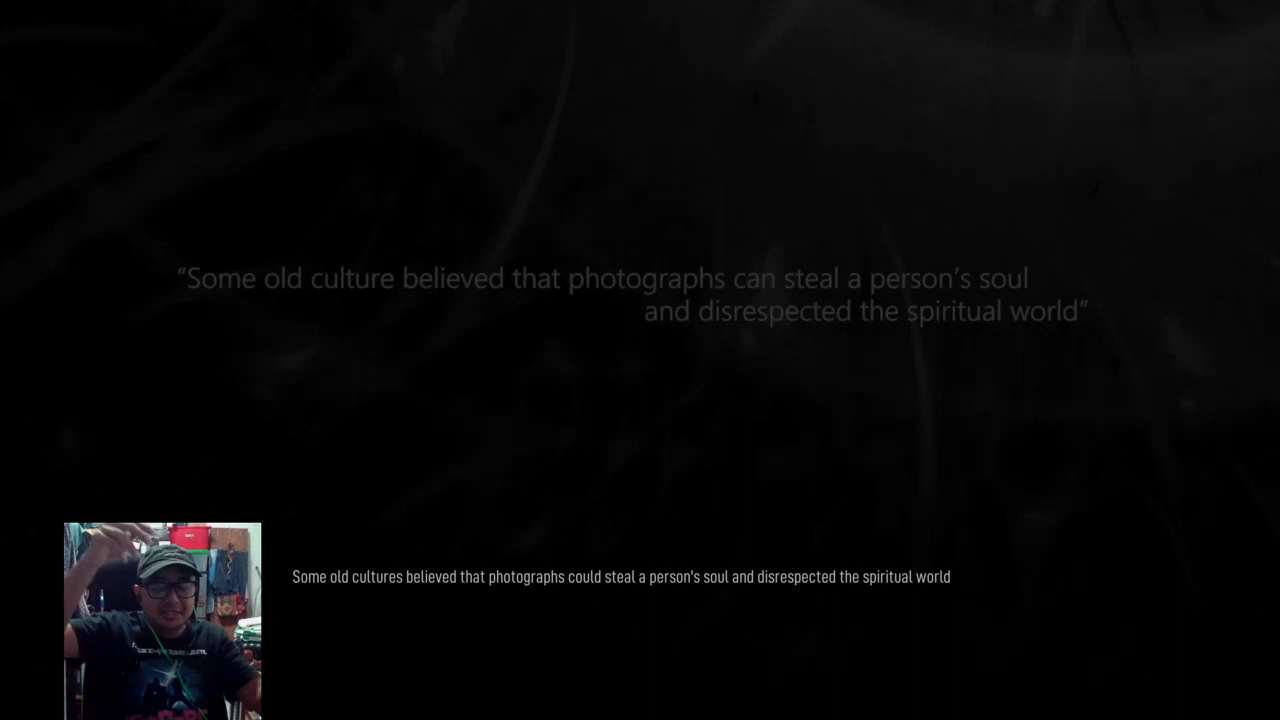 “Some old culture believed that photographs can steal a person’s soul
and disrespected the spiritual world”
Some old cultures believed that photographs could steal a person's soul and disrespected the spiritual world